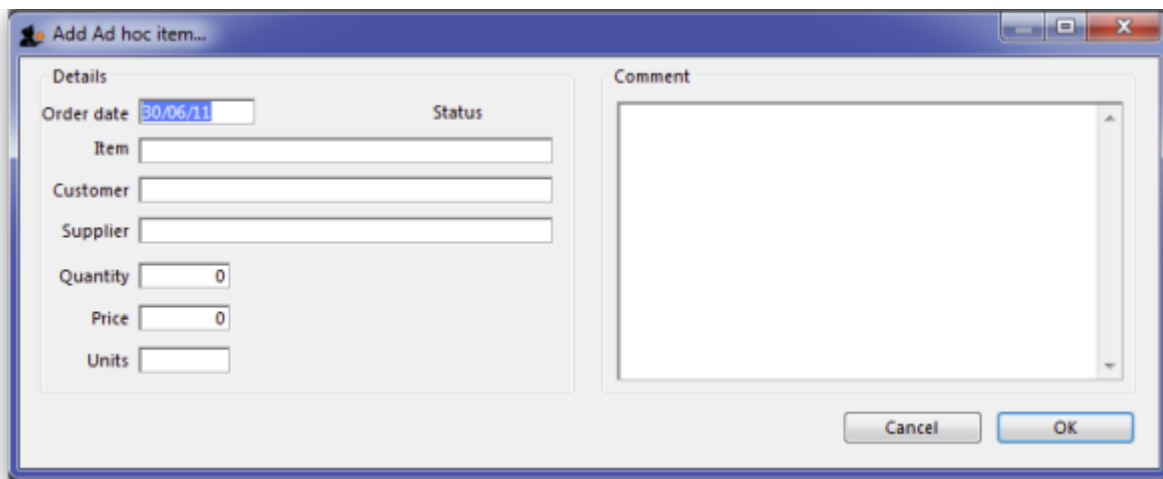 Add Ad hoc item...
Details
Order date 30/06/11 Status
Item
Customer
Supplier
Quantity 0
Price 0
Units
Comment
Cancel OK